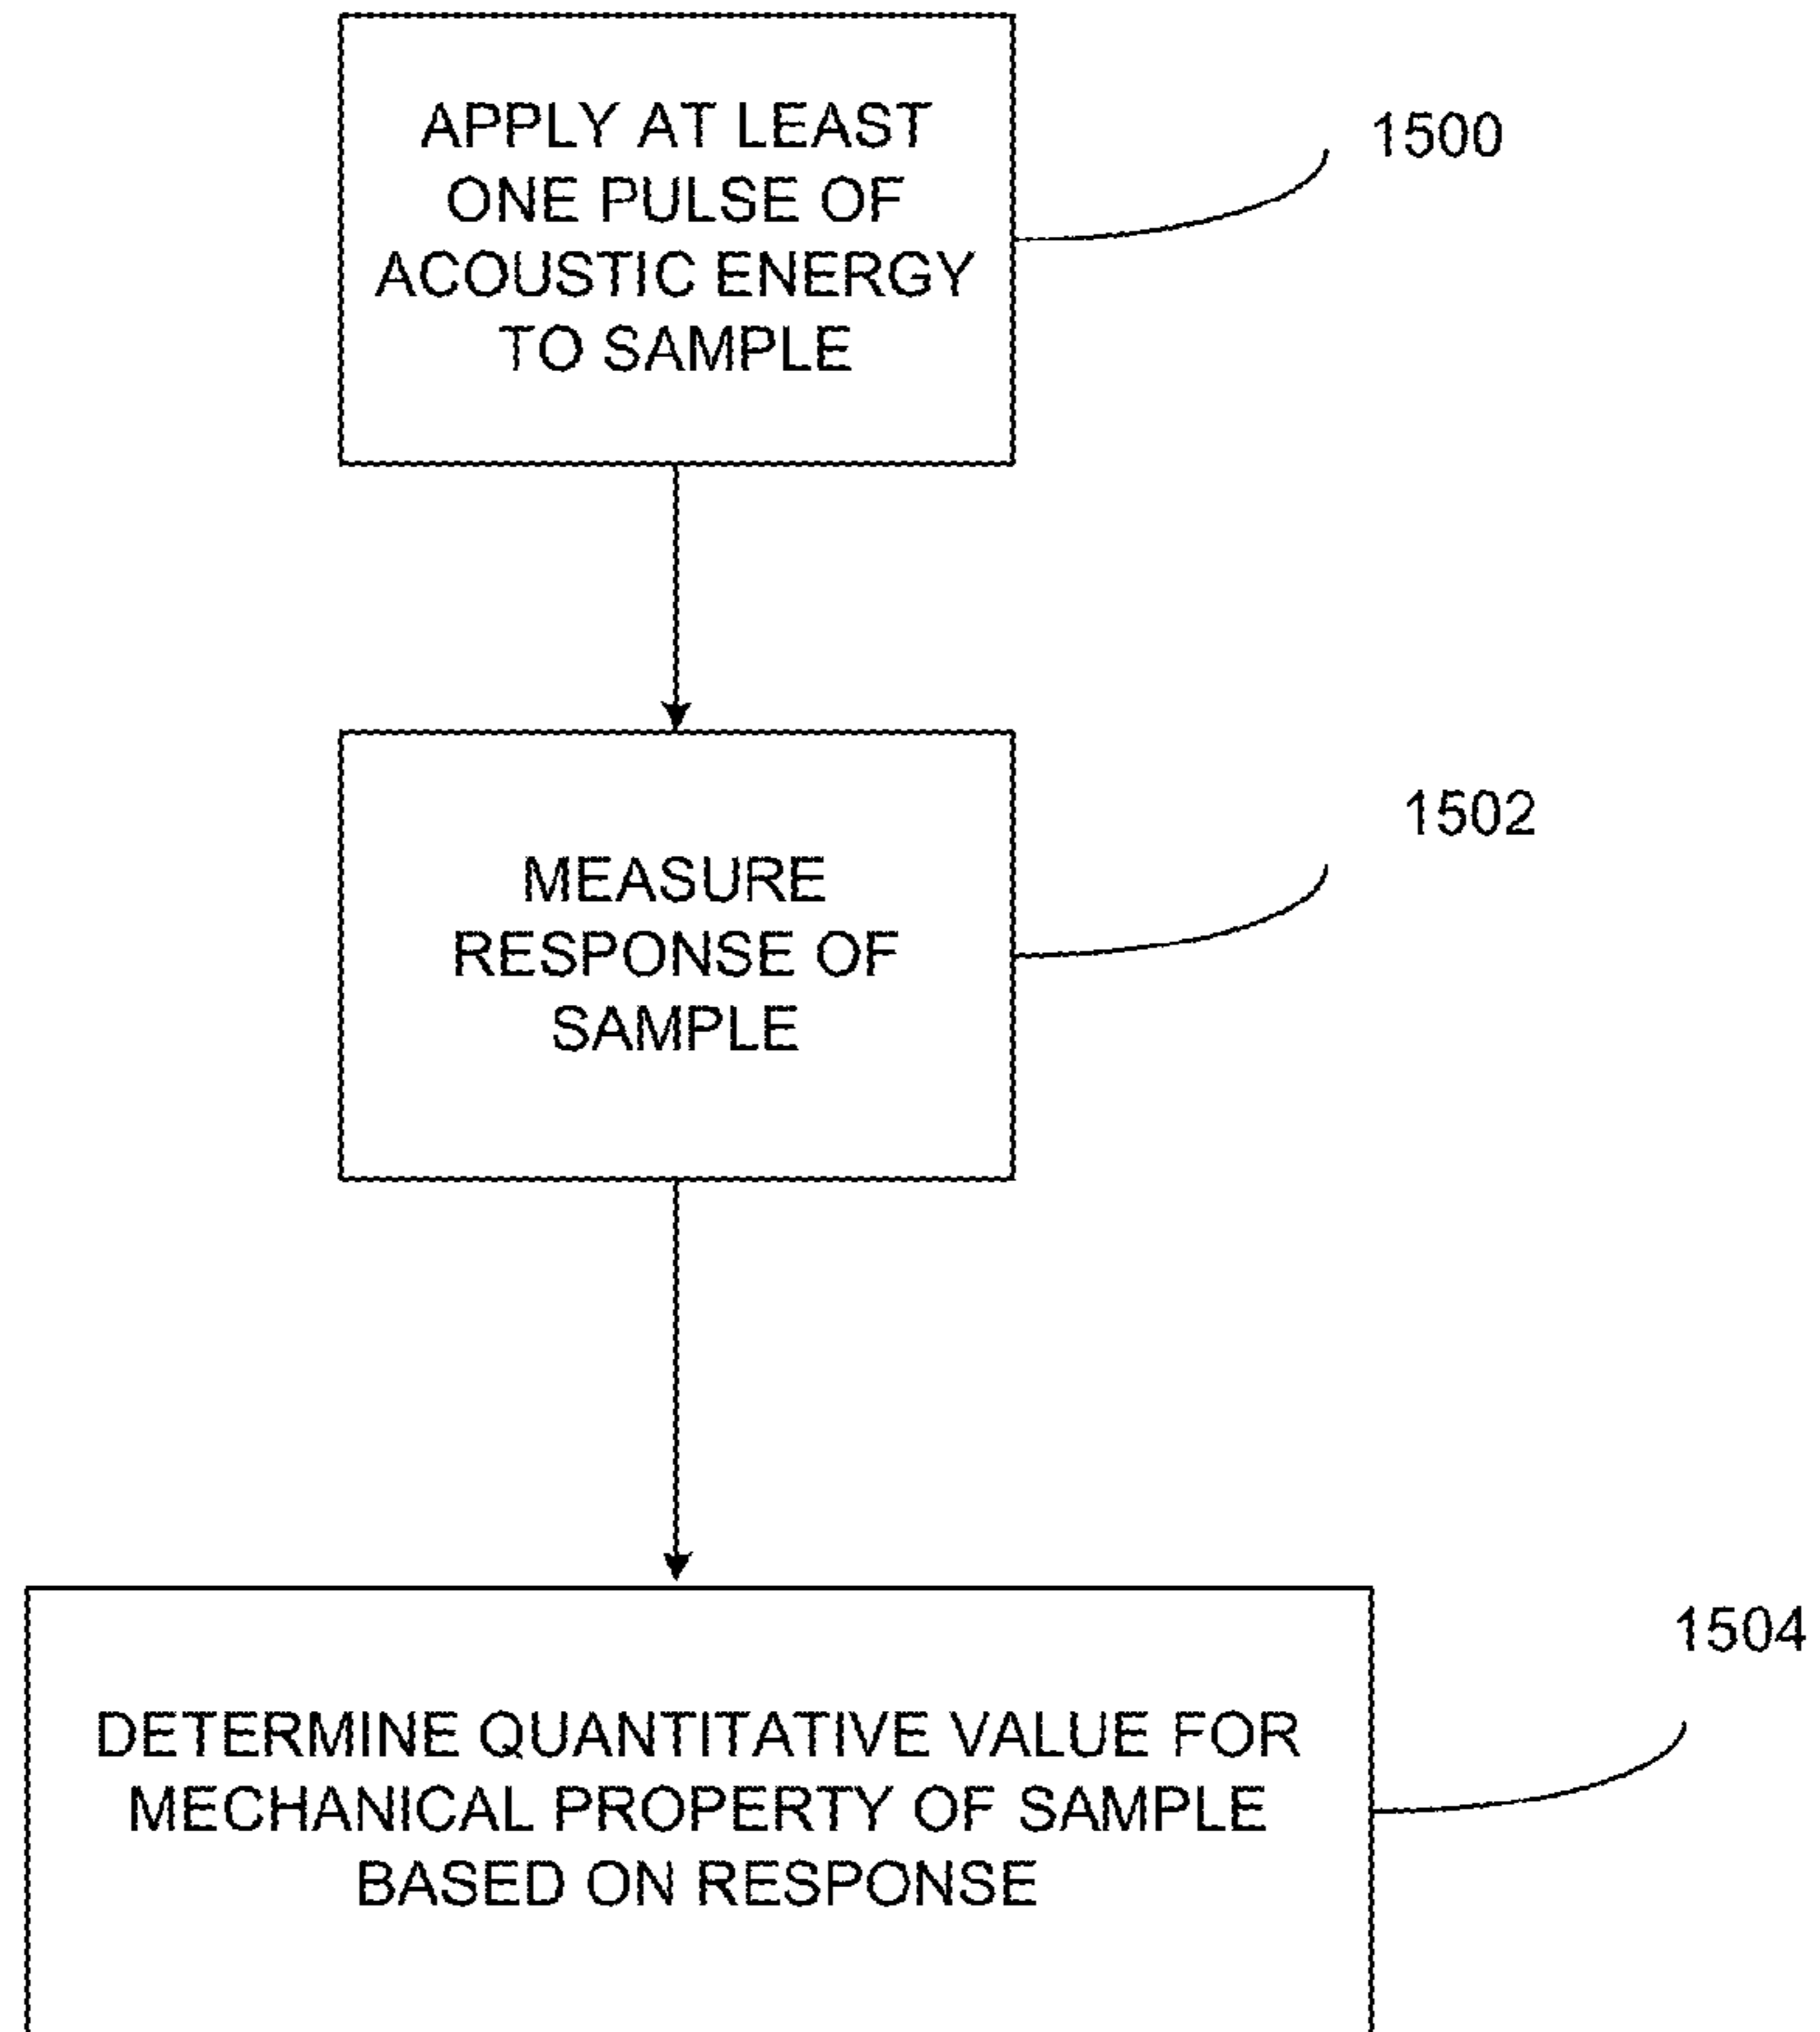 APPLY AT LEAST
ONE PULSE OF
ACOUSTIC ENERGY
TO SAMPLE
1500
MEASURE
RESPONSE OF
SAMPLE
1502
DETERMINE QUANTITATIVE VALUE FOR
MECHANICAL PROPERTY OF SAMPLE
BASED ON RESPONSE
1504